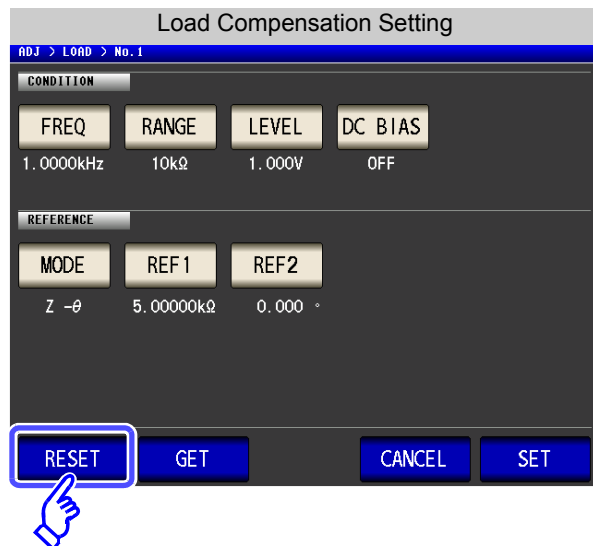 Load Compensation Setting
ADJ > LOAD > No.1
CONDITION
FREQ RANGE LEVEL DC BIAS
1.0000kHz 10kΩ 1.000V OFF
REFERENCE
MODE REF1 REF2
Z -θ 5.00000kΩ 0.000 °
RESET GET CANCEL SET